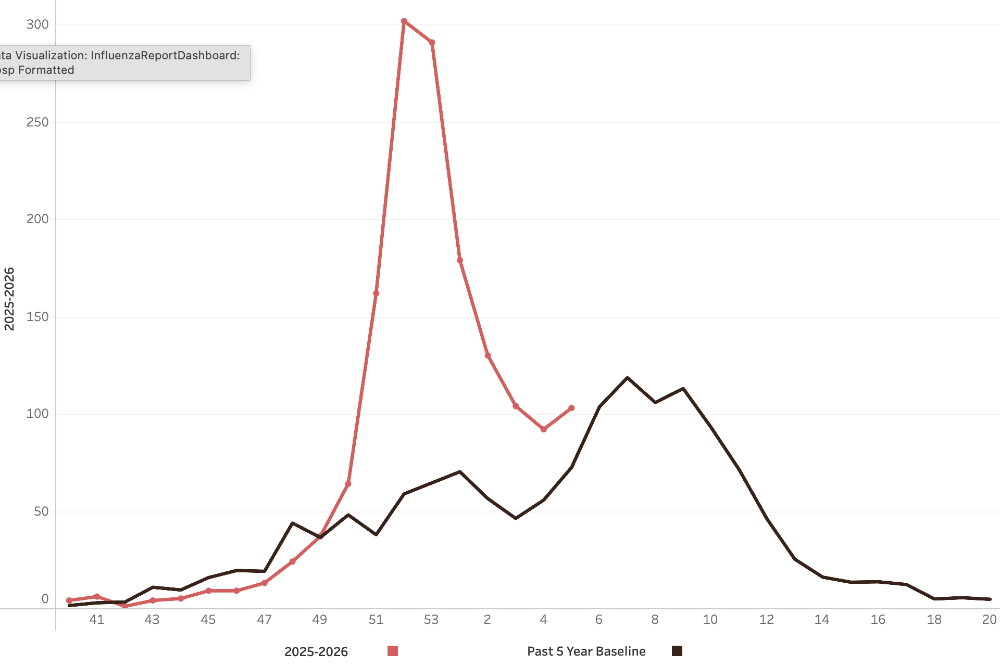 300
ta Visualization: InfluenzaReportDashboard:
osp Formatted
250
200
150
100
50
0
2025-2026
41 43 45 47 49 51 53 2 4 6 8 10 12 14 16 18 20
2025-2026 Past 5 Year Baseline